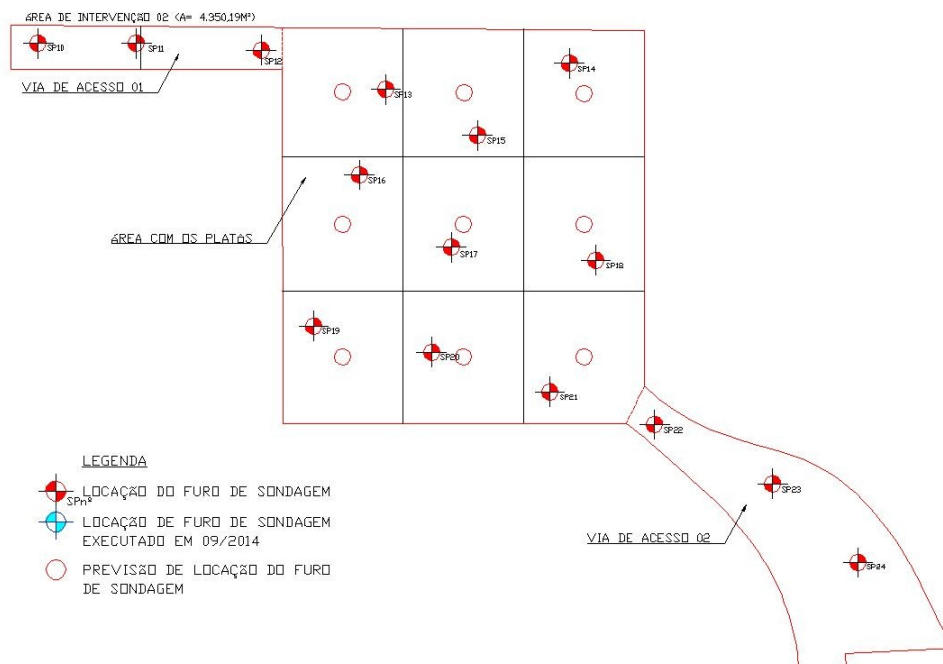 ÁREA DE INTERVENÇÃO 02 (A= 4.350,19M²)
SP10
SP11
SP12
VIA DE ACESSO 01
SP14
SP13
SP15
SP16
ÁREA COM OS PLATÔS
SP17
SP18
SP19
SP20
SP21
SP22
SP23
VIA DE ACESSO 02
SP24
LEGENDA
SPnº
LOCAÇÃO DO FURO DE SONDAGEM
LOCAÇÃO DE FURO DE SONDAGEM
EXECUTADO EM 09/2014
PREVISÃO DE LOCAÇÃO DO FURO
DE SONDAGEM